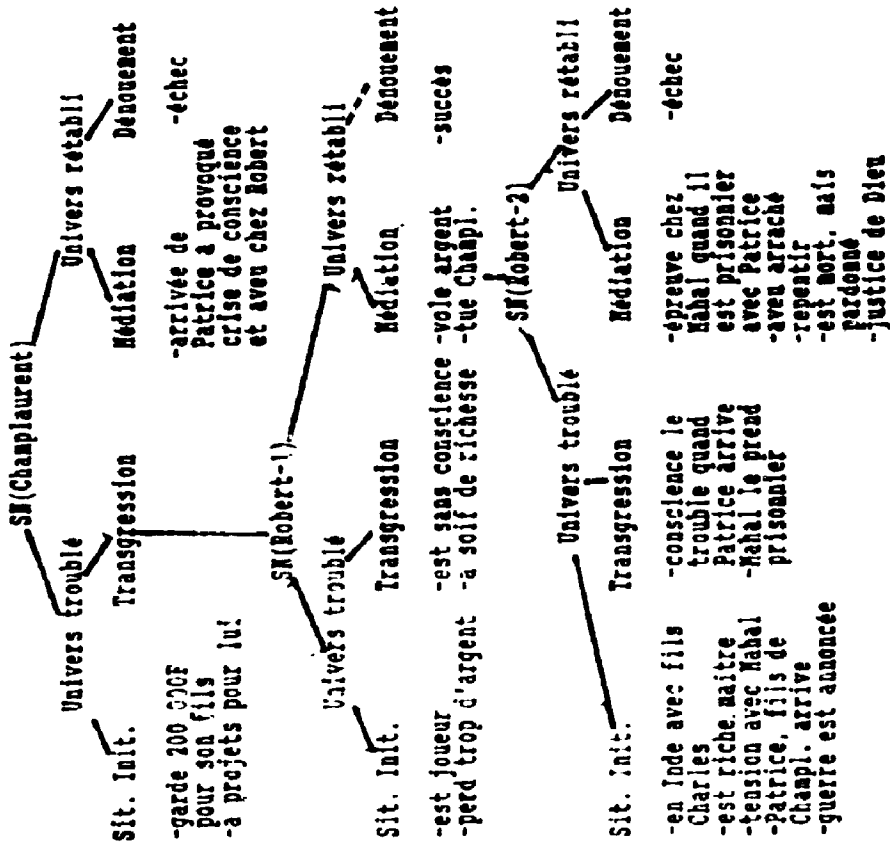 SN(Champlaurent)
Univers troublé Univers rétabli
Sit. Init. Transgression Médiation Dénouement
-garde 200 000F -arrivée de -échec
pour son fils Patrice a provoqué
-a projets pour lui crise de conscience
et aveu chez Robert
SN(Robert-1)
Univers troublé Univers rétabli
Sit. Init. Transgression Médiation Dénouement
-est joueur -est sans conscience -vole argent -succès
-perd trop d'argent -a soif de richesse -tue Champl.
SN(Robert-2)
Univers troublé Univers rétabli
Sit. Init. Transgression Médiation Dénouement
-en Inde avec fils -conscience le -épreuve chez -échec
Charles trouble quand Mahal quand il
-est riche, maitre Patrice arrive est prisonnier
-tension avec Mahal -Mahal le prend avec Patrice
-Patrice, fils de prisonnier -aveu arraché
Champl. arrive -repentir
-guerre est annoncée -est mort, mais
pardonné
-justice de Dieu